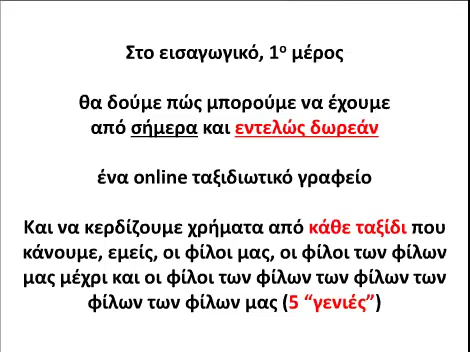 Στο εισαγωγικό, 1ο μέρος
θα δούμε πώς μπορούμε να έχουμε
από σήμερα και εντελώς δωρεάν
ένα online ταξιδιωτικό γραφείο
Και να κερδίζουμε χρήματα από κάθε ταξίδι που
κάνουμε, εμείς, οι φίλοι μας, οι φίλοι των φίλων
μας μέχρι και οι φίλοι των φίλων των φίλων των
φίλων των φίλων μας (5 “γενιές”)